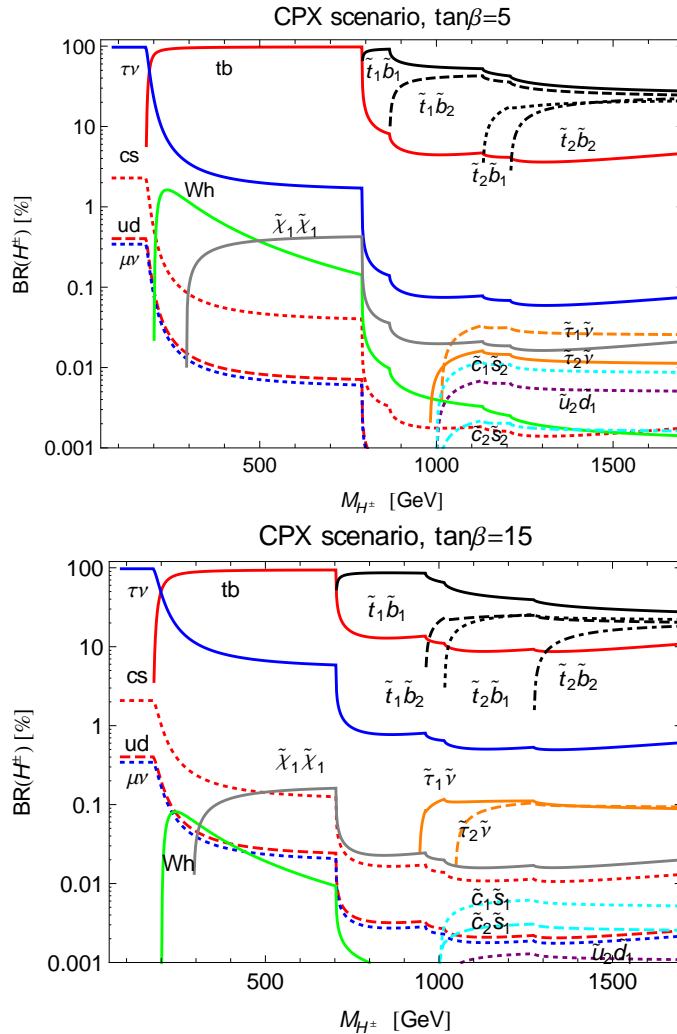 CPX scenario, tanβ=5
100
τν
tb
t̃₁b̃₁
t̃₁b̃₂
t̃₂b̃₂
10
cs
t̃₂b̃₁
Wh
1
χ̃₁χ̃₁
ud
μν
0.1
τ̃₁ν̃
τ̃₂ν̃
c̃₁s̃₂
0.01
ũ₂d̃₁
c̃₂s̃₂
0.001
BR(H±) [%]
500
1000
1500
M_H± [GeV]
CPX scenario, tanβ=15
100
τν
tb
t̃₁b̃₁
10
t̃₁b̃₂
t̃₂b̃₁
t̃₂b̃₂
cs
1
ud
χ̃₁χ̃₁
μν
τ̃₁ν̃
0.1
τ̃₂ν̃
Wh
0.01
c̃₁s̃₁
c̃₂s̃₁
ũ₂d̃₁
0.001
BR(H±) [%]
500
1000
1500
M_H± [GeV]